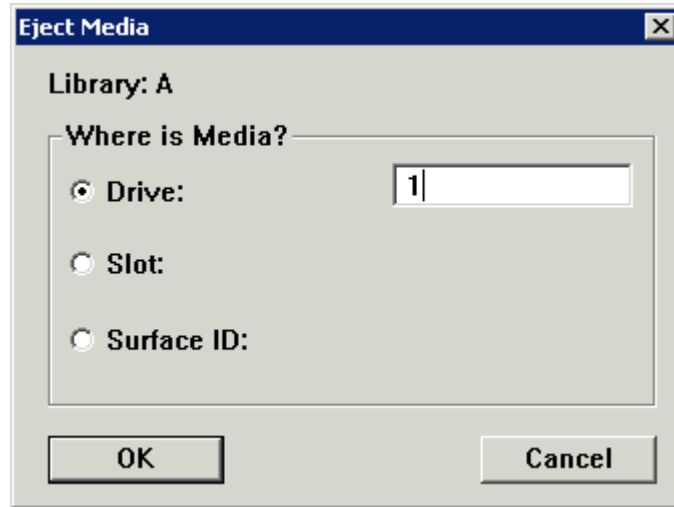 Eject Media
Library: A
Where is Media?
Drive: 1
Slot:
Surface ID:
OK Cancel